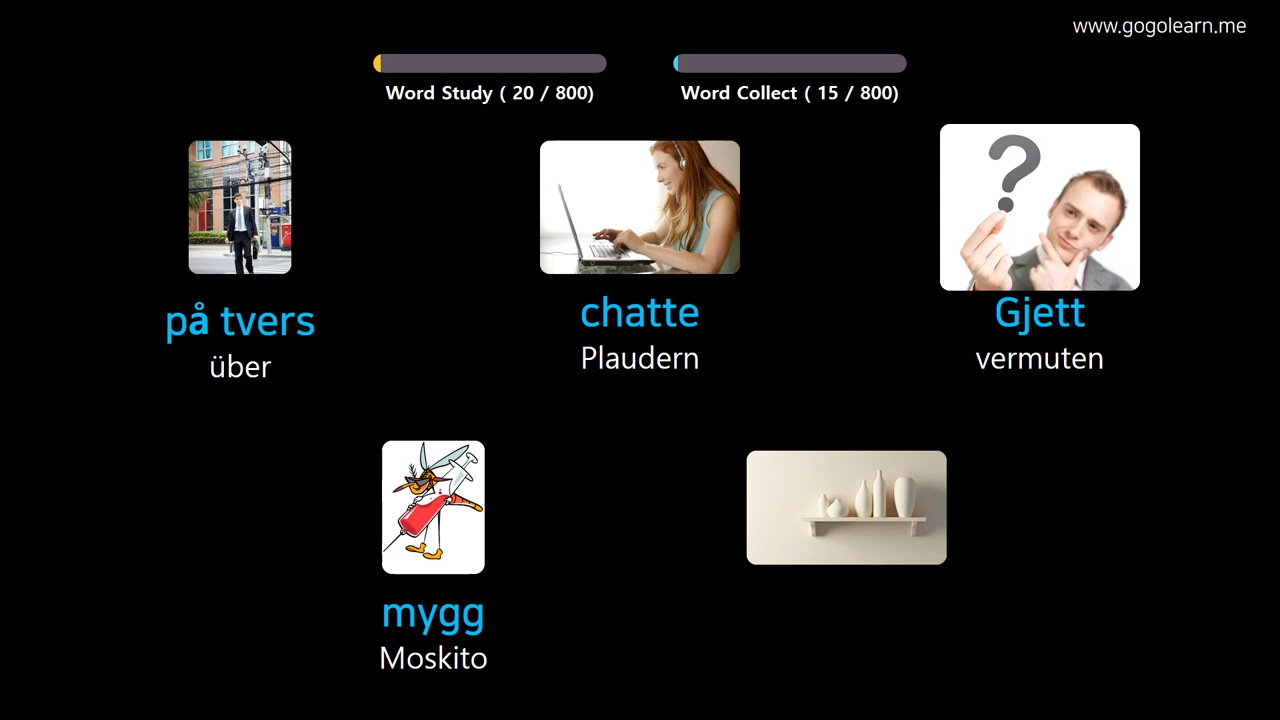 www.gogolearn.me
Word Study ( 20 / 800)
Word Collect ( 15 / 800)
på tvers
über
chatte
Plaudern
Gjett
vermuten
mygg
Moskito